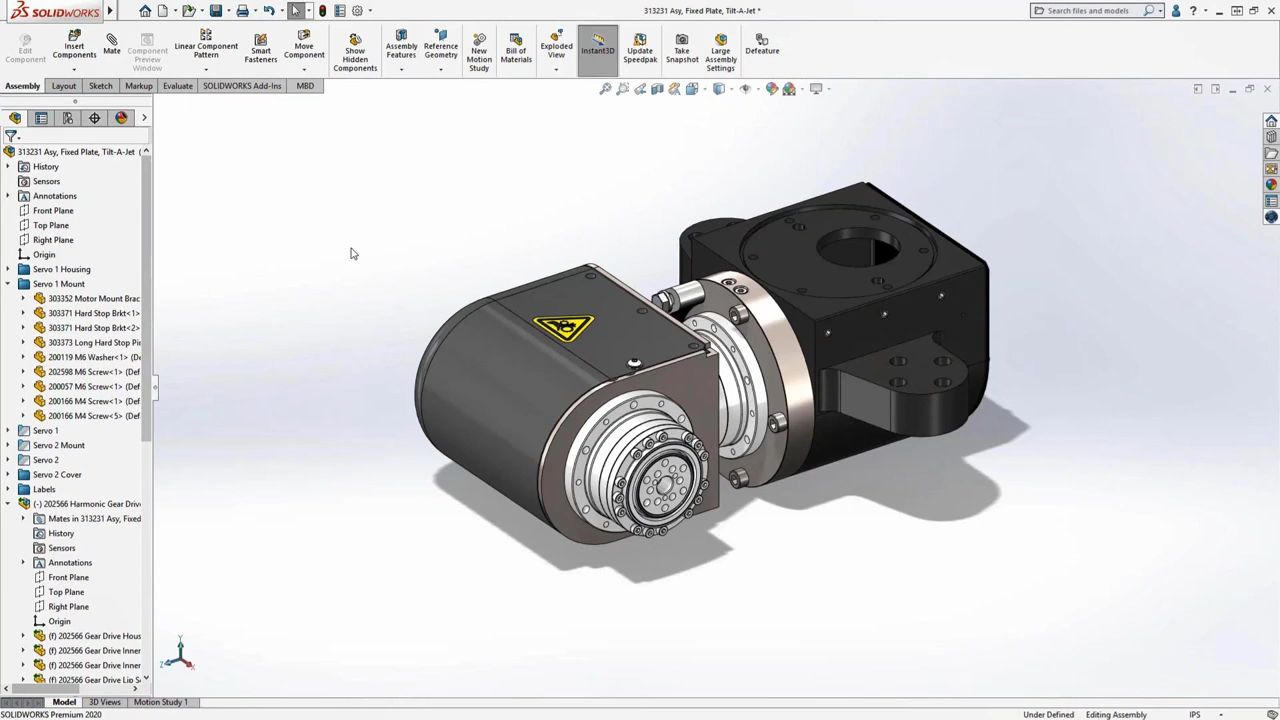 SOLIDWORKS
313231 Asy, Fixed Plate, Tilt-A-Jet *
Search files and models
Edit Component
Insert Components
Mate
Component Preview Window
Linear Component Pattern
Smart Fasteners
Move Component
Show Hidden Components
Assembly Features
Reference Geometry
New Motion Study
Bill of Materials
Exploded View
Instant3D
Update Speedpak
Take Snapshot
Large Assembly Settings
Defeature
Assembly
Layout
Sketch
Markup
Evaluate
SOLIDWORKS Add-Ins
MBD
313231 Asy, Fixed Plate, Tilt-A-Jet (
History
Sensors
Annotations
Front Plane
Top Plane
Right Plane
Origin
Servo 1 Housing
Servo 1 Mount
303352 Motor Mount Brac
303371 Hard Stop Brkt<1>
303371 Hard Stop Brkt<2>
303373 Long Hard Stop Pin
200119 M6 Washer<1> (De
202598 M6 Screw<1> (Def
200057 M6 Screw<1> (Def
200166 M4 Screw<1> (Def
200166 M4 Screw<5> (Def
Servo 1
Servo 2 Mount
Servo 2
Servo 2 Cover
Labels
(-) 202566 Harmonic Gear Drive
Mates in 313231 Asy, Fixed
History
Sensors
Annotations
Front Plane
Top Plane
Right Plane
Origin
(f) 202566 Gear Drive Hous
(f) 202566 Gear Drive Inner
(f) 202566 Gear Drive Inner
(f) 202566 Gear Drive Lip S
Y
Z
X
Model
3D Views
Motion Study 1
SOLIDWORKS Premium 2020
Under Defined
Editing Assembly
IPS